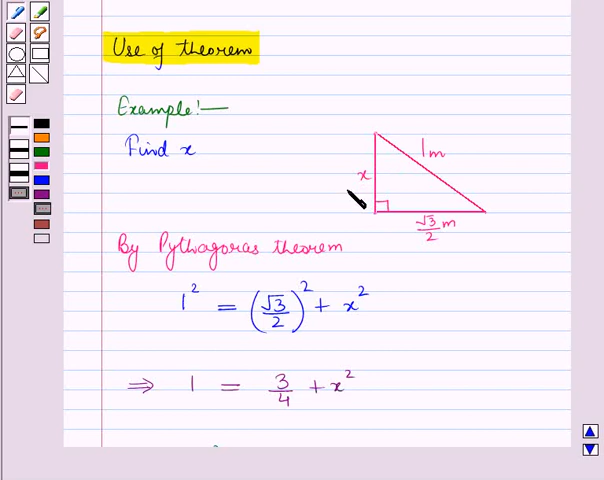 Use of theorem
Example:—
Find x
1m
x
√3/2 m
By Pythagoras theorem
1² = (√3/2)² + x²
⇒ 1 = 3/4 + x²